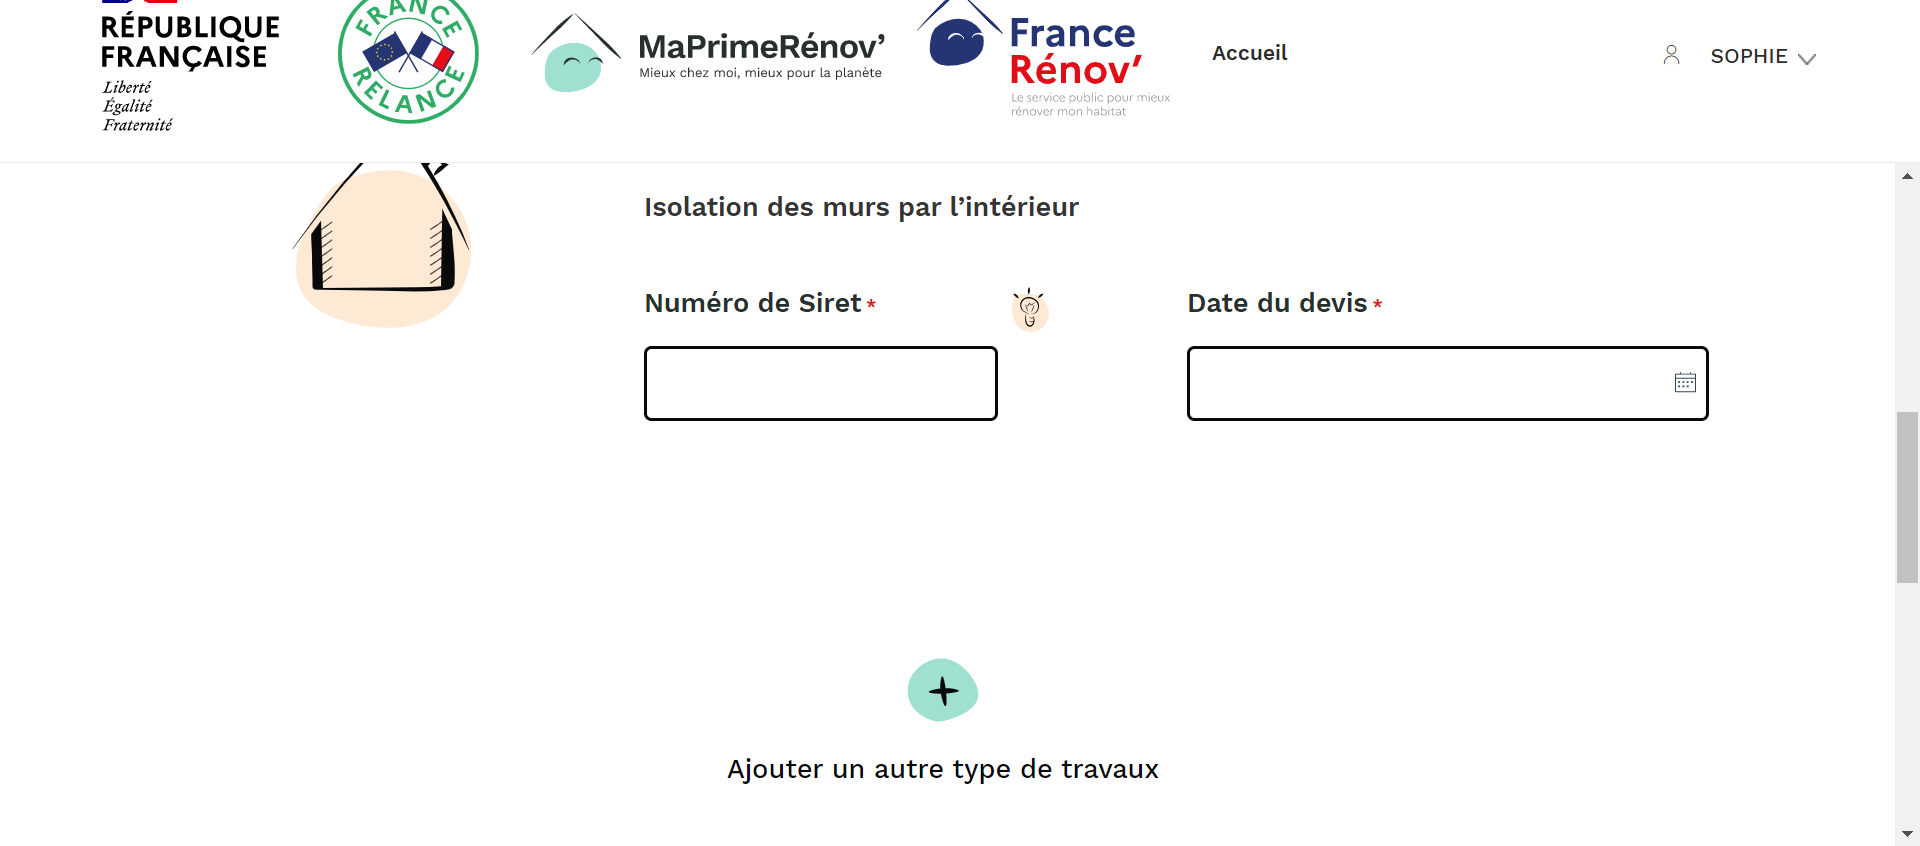 RÉPUBLIQUE
FRANÇAISE
Liberté
Égalité
Fraternité
FRANCE
RELANCE
MaPrimeRénov’
Mieux chez moi, mieux pour la planète
France
Rénov’
Le service public pour mieux
rénover mon habitat
Accueil
SOPHIE
Isolation des murs par l’intérieur
Numéro de Siret *
Date du devis *
Ajouter un autre type de travaux